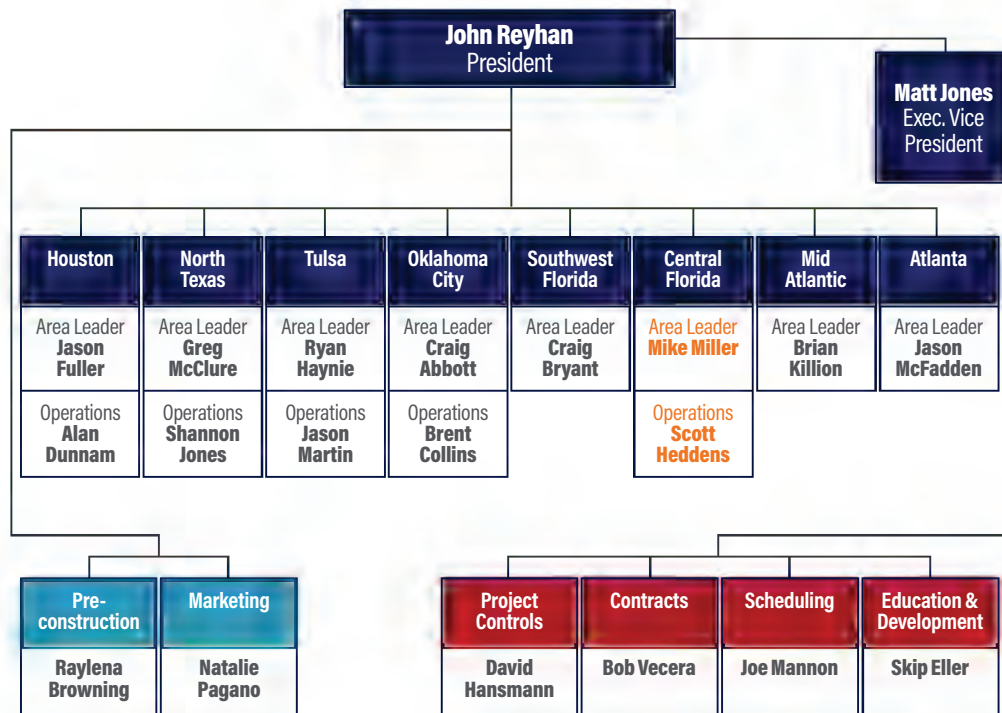 John Reyhan
President
Matt Jones
Exec. Vice
President
Houston
North
Texas
Tulsa
Oklahoma
City
Southwest
Florida
Central
Florida
Mid
Atlantic
Atlanta
Area Leader
Jason
Fuller
Area Leader
Greg
McClure
Area Leader
Ryan
Haynie
Area Leader
Craig
Abbott
Area Leader
Craig
Bryant
Area Leader
Mike Miller
Area Leader
Brian
Killion
Area Leader
Jason
McFadden
Operations
Alan
Dunnam
Operations
Shannon
Jones
Operations
Jason
Martin
Operations
Brent
Collins
Operations
Scott
Heddens
Pre-
construction
Marketing
Project
Controls
Contracts
Scheduling
Education &
Development
Raylena
Browning
Natalie
Pagano
David
Hansmann
Bob Vecera
Joe Mannon
Skip Eller